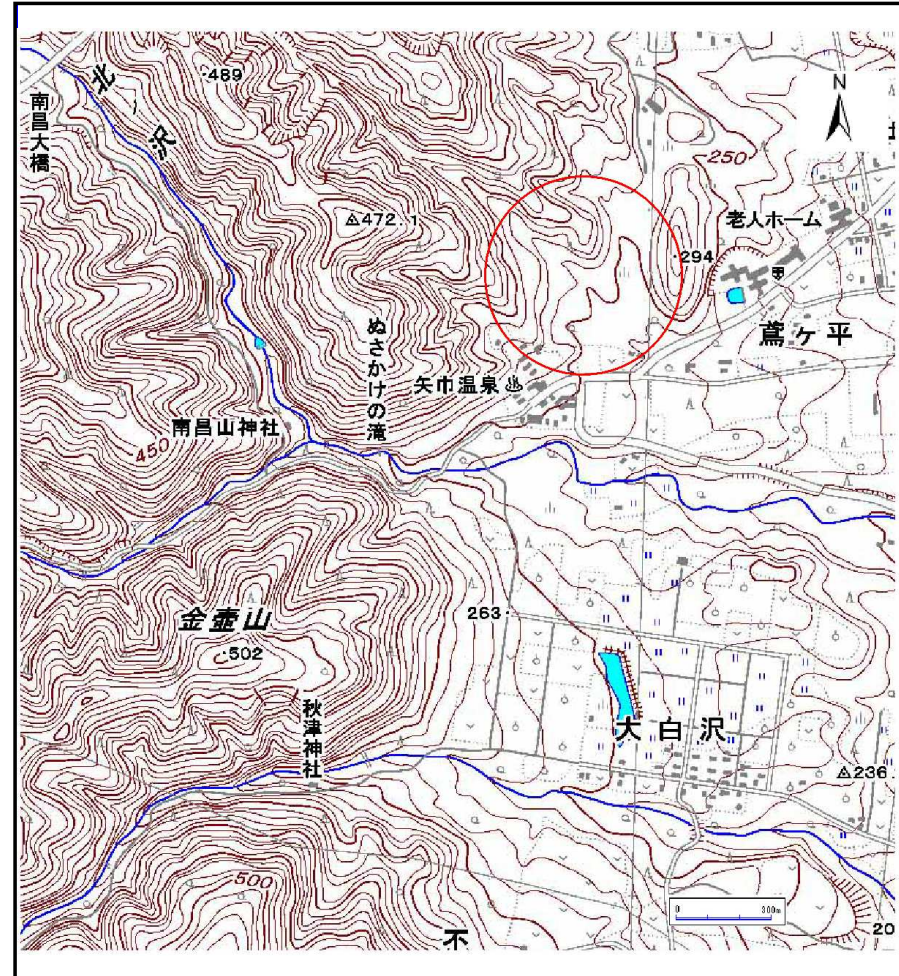 北ノ沢
・489
南昌大橋
N
250
△472.1
老人ホーム
・294
鳶ヶ平
ぬさかけの滝
矢巾温泉
南昌山神社
450
金壺山
・502
263・
秋津神社
大白沢
△236.
500
不
0 300m
20